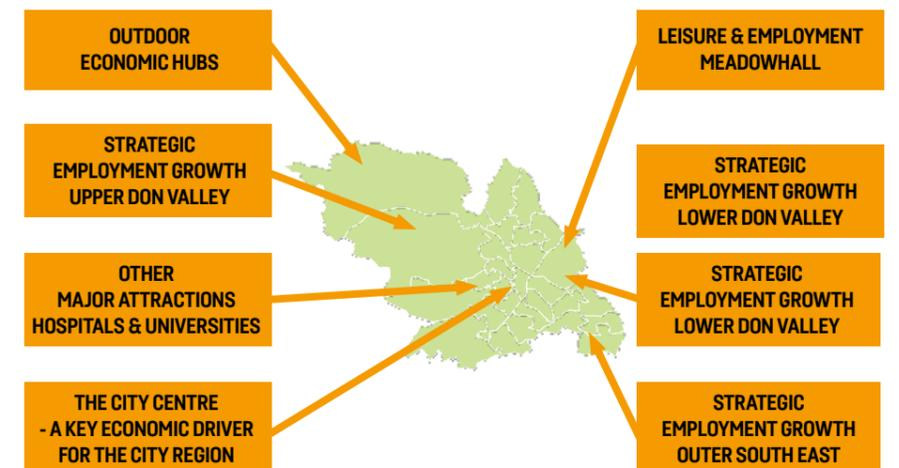 OUTDOOR
ECONOMIC HUBS
STRATEGIC
EMPLOYMENT GROWTH
UPPER DON VALLEY
OTHER
MAJOR ATTRACTIONS
HOSPITALS & UNIVERSITIES
THE CITY CENTRE
- A KEY ECONOMIC DRIVER
FOR THE CITY REGION
LEISURE & EMPLOYMENT
MEADOWHALL
STRATEGIC
EMPLOYMENT GROWTH
LOWER DON VALLEY
STRATEGIC
EMPLOYMENT GROWTH
LOWER DON VALLEY
STRATEGIC
EMPLOYMENT GROWTH
OUTER SOUTH EAST